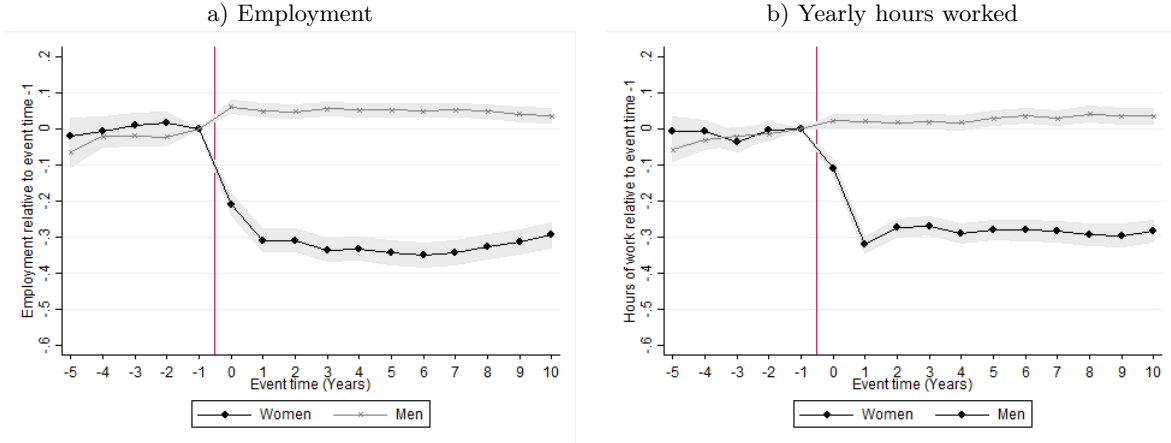 a) Employment
Employment relative to event time -1
.2
.1
0
-.1
-.2
-.3
-.4
-.5
-.6
-5 -4 -3 -2 -1 0 1 2 3 4 5 6 7 8 9 10
Event time (Years)
Women Men
b) Yearly hours worked
Hours of work relative to event time -1
.2
.1
0
-.1
-.2
-.3
-.4
-.5
-.6
-5 -4 -3 -2 -1 0 1 2 3 4 5 6 7 8 9 10
Event time (Years)
Women Men